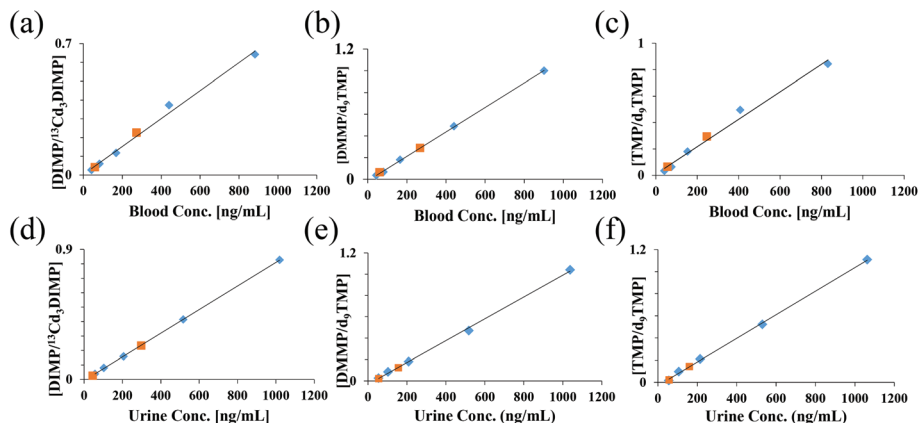 (a)
[DIMP/¹³Cd₃DIMP]
0.7
0
0 200 400 600 800 1000 1200
Blood Conc. [ng/mL]
(b)
[DMMP/d₉TMP]
1.2
0
0 200 400 600 800 1000 1200
Blood Conc. [ng/mL]
(c)
[TMP/d₉TMP]
1
0
0 200 400 600 800 1000 1200
Blood Conc. [ng/mL]
(d)
[DIMP/¹³Cd₃DIMP]
0.9
0
0 200 400 600 800 1000 1200
Urine Conc. [ng/mL]
(e)
[DMMP/d₉TMP]
1.2
0
0 200 400 600 800 1000 1200
Urine Conc. (ng/mL)
(f)
[TMP/d₉TMP]
1.2
0
0 200 400 600 800 1000 1200
Urine Conc. (ng/mL)